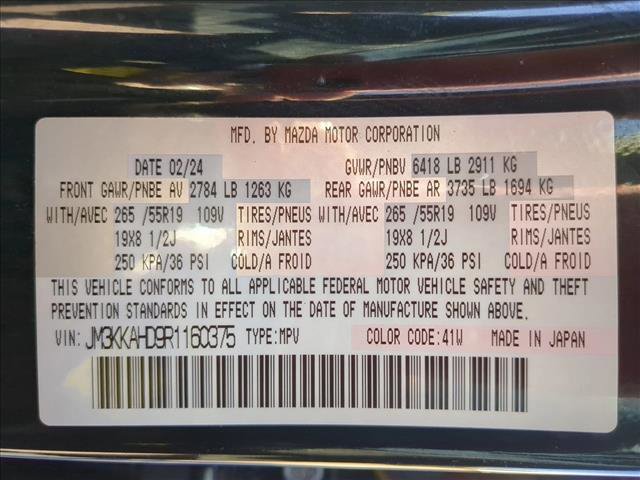 MFD. BY MAZDA MOTOR CORPORATION
DATE 02/24 GVWR/PNBV 6418 LB 2911 KG
FRONT GAWR/PNBE AV 2784 LB 1263 KG REAR GAWR/PNBE AR 3735 LB 1694 KG
WITH/AVEC 265 /55R19 109V TIRES/PNEUS WITH/AVEC 265 /55R19 109V TIRES/PNEUS
19X8 1/2J RIMS/JANTES 19X8 1/2J RIMS/JANTES
250 KPA/36 PSI COLD/A FROID 250 KPA/36 PSI COLD/A FROID
THIS VEHICLE CONFORMS TO ALL APPLICABLE FEDERAL MOTOR VEHICLE SAFETY AND THEFT
PREVENTION STANDARDS IN EFFECT ON THE DATE OF MANUFACTURE SHOWN ABOVE.
VIN: JM3KKAHD9R1160375 TYPE:MPV COLOR CODE:41W MADE IN JAPAN